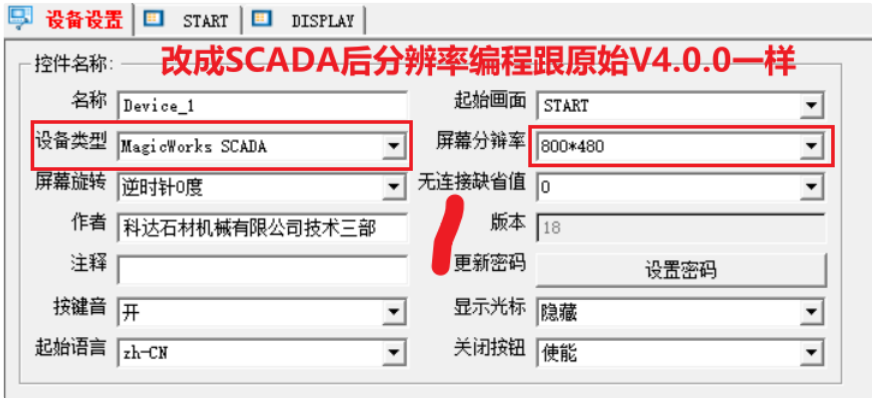 设备设置 START DISPLAY
控件名称:
改成SCADA后分辨率编程跟原始V4.0.0一样
名称 Device_1 起始画面 START
设备类型 MagicWorks SCADA 屏幕分辩率 800*480
屏幕旋转 逆时针0度 无连接缺省值 0
作者 科达石材机械有限公司技术三部 版本 18
注释 更新密码 设置密码
按键音 开 显示光标 隐藏
起始语言 zh-CN 关闭按钮 使能